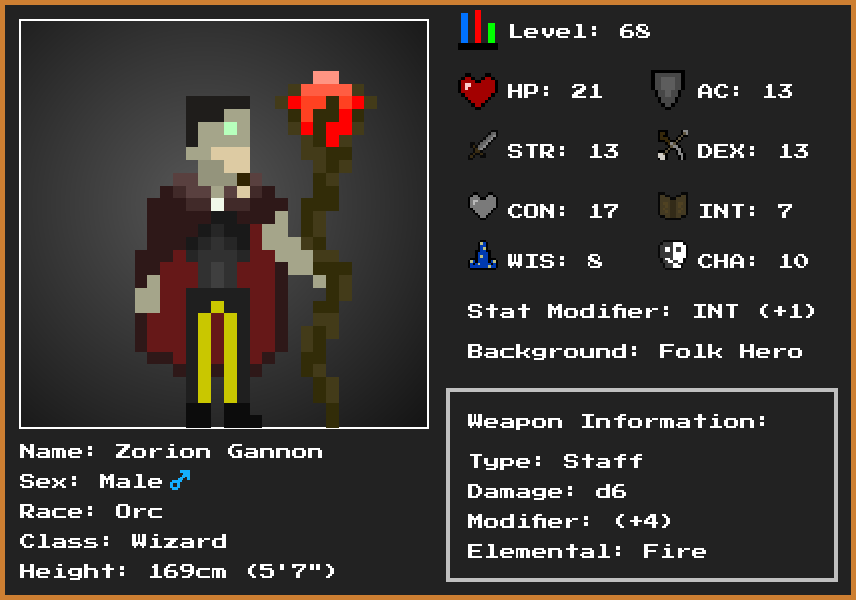 Level: 68
HP: 21 AC: 13
STR: 13 DEX: 13
CON: 17 INT: 7
WIS: 8 CHA: 10
Stat Modifier: INT (+1)
Background: Folk Hero
Weapon Information:
Type: Staff
Damage: d6
Modifier: (+4)
Elemental: Fire
Name: Zorion Gannon
Sex: Male♂
Race: Orc
Class: Wizard
Height: 169cm (5'7")